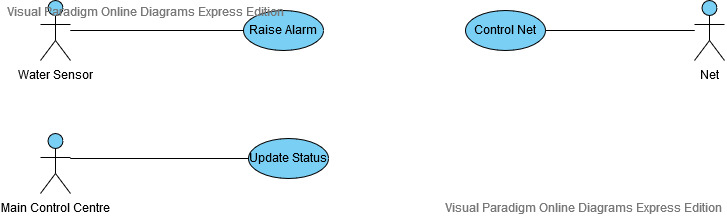 Visual Paradigm Online Diagrams Express Edition
Raise Alarm
Control Net
Water Sensor
Net
Update Status
Main Control Centre
Visual Paradigm Online Diagrams Express Edition